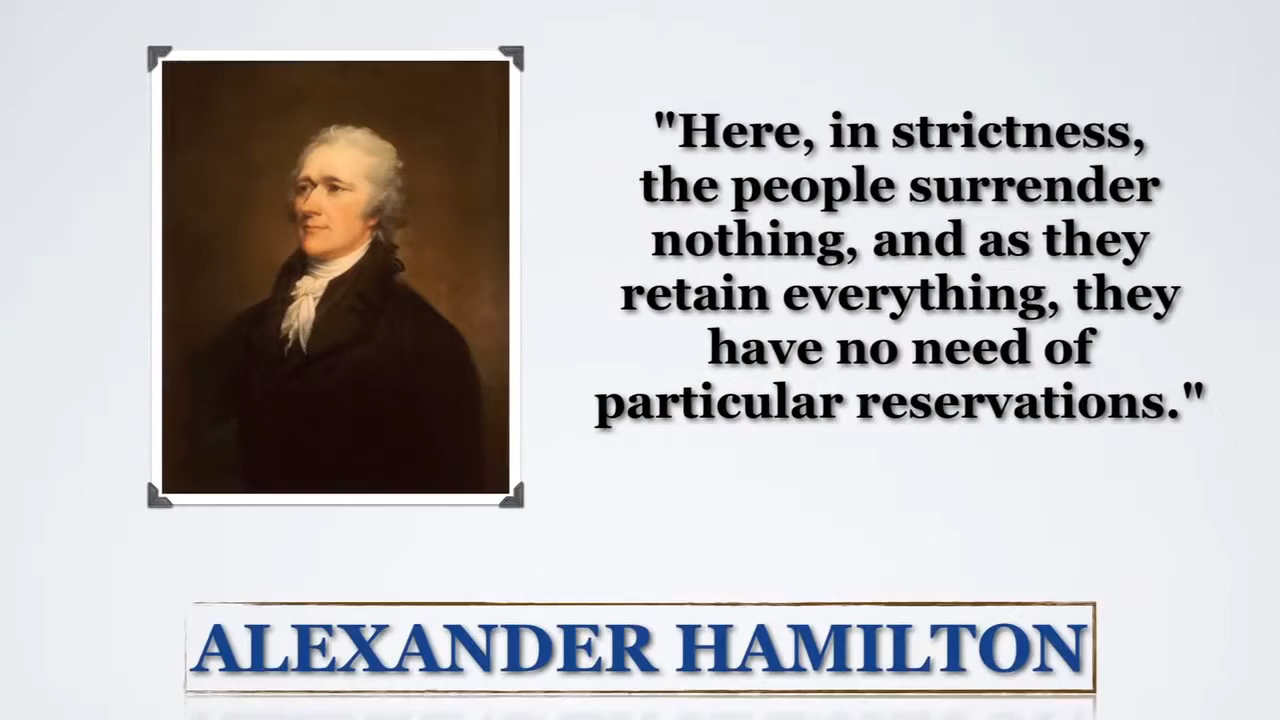 "Here, in strictness,
the people surrender
nothing, and as they
retain everything, they
have no need of
particular reservations."
ALEXANDER HAMILTON